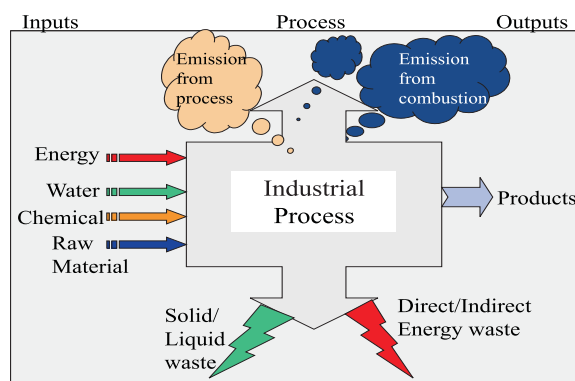 Inputs
Process
Outputs
Emission
from
process
Emission
from
combustion
Energy
Water
Chemical
Raw
Material
Industrial
Process
Products
Solid/
Liquid
waste
Direct/Indirect
Energy waste